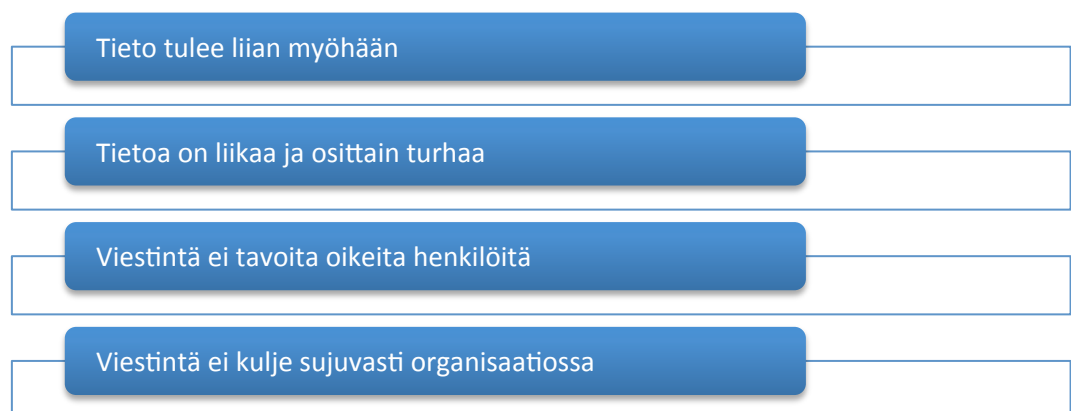 Tieto tulee liian myöhään
Tietoa on liikaa ja osittain turhaa
Viestintä ei tavoita oikeita henkilöitä
Viestintä ei kulje sujuvasti organisaatiossa